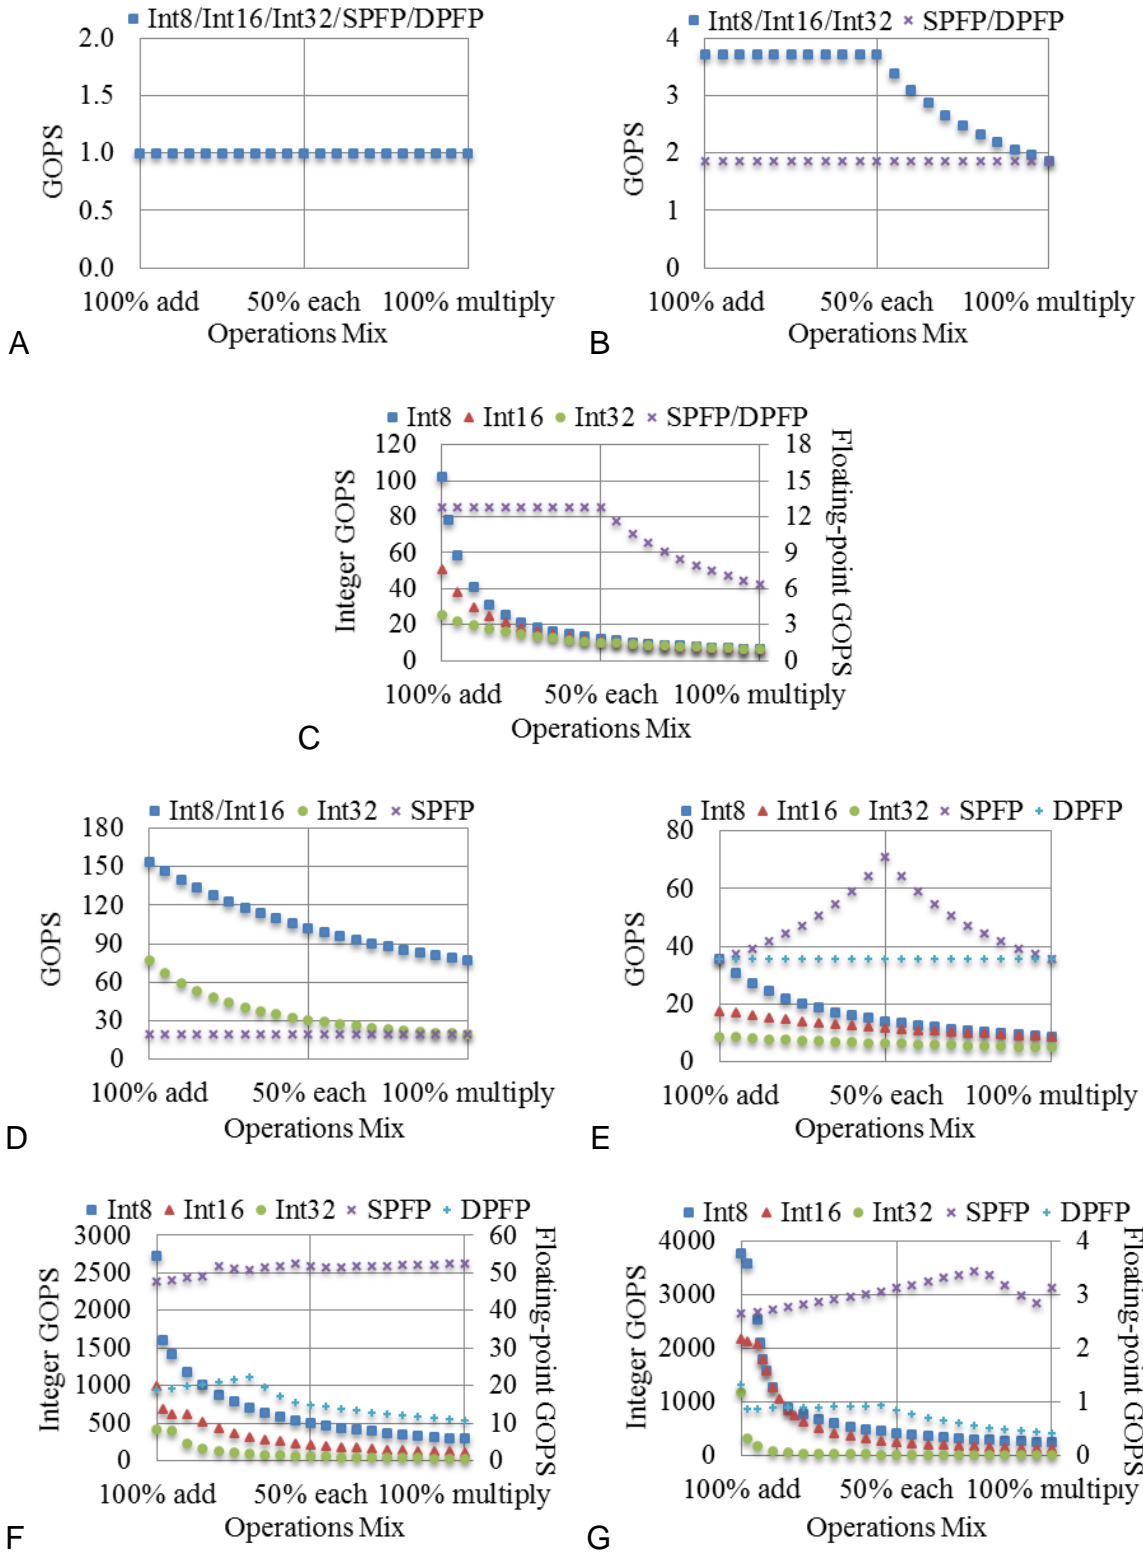 Int8/Int16/Int32/SPFP/DPFP
2.0
1.5
1.0
0.5
0.0
GOPS
100% add 50% each 100% multiply
Operations Mix
A
Int8/Int16/Int32 SPFP/DPFP
4
3
2
1
0
GOPS
100% add 50% each 100% multiply
Operations Mix
B
Int8 Int16 Int32 SPFP/DPFP
120
100
80
60
40
20
0
Integer GOPS
18
15
12
9
6
3
0
Floating-point GOPS
100% add 50% each 100% multiply
Operations Mix
C
Int8/Int16 Int32 SPFP
180
150
120
90
60
30
0
GOPS
100% add 50% each 100% multiply
Operations Mix
D
Int8 Int16 Int32 SPFP DPFP
80
60
40
20
0
GOPS
100% add 50% each 100% multiply
Operations Mix
E
Int8 Int16 Int32 SPFP DPFP
3000
2500
2000
1500
1000
500
0
Integer GOPS
60
50
40
30
20
10
0
Floating-point GOPS
100% add 50% each 100% multiply
Operations Mix
F
Int8 Int16 Int32 SPFP DPFP
4000
3000
2000
1000
0
Integer GOPS
4
3
2
1
0
Floating-point GOPS
100% add 50% each 100% multiply
Operations Mix
G